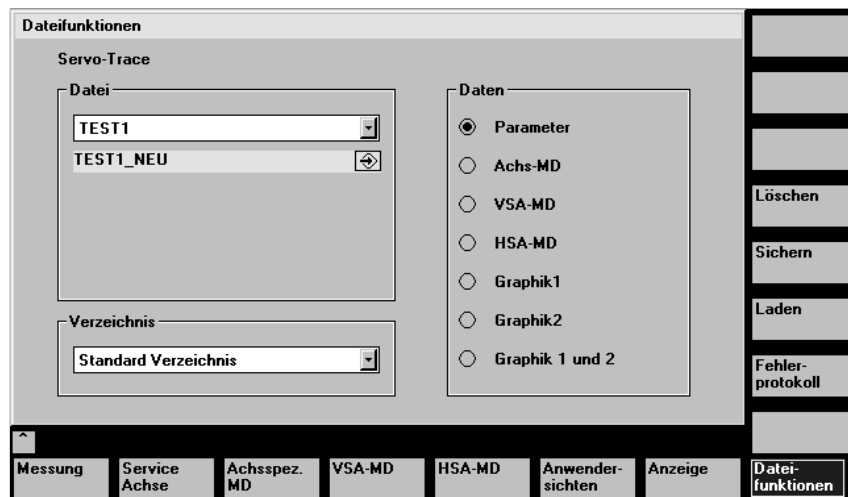 Dateifunktionen
Servo-Trace
Datei
TEST1
TEST1_NEU
Verzeichnis
Standard Verzeichnis
Daten
Parameter
Achs-MD
VSA-MD
HSA-MD
Graphik1
Graphik2
Graphik 1 und 2
Löschen
Sichern
Laden
Fehler-
protokoll
^
Messung
Service
Achse
Achsspez.
MD
VSA-MD
HSA-MD
Anwender-
sichten
Anzeige
Datei-
funktionen